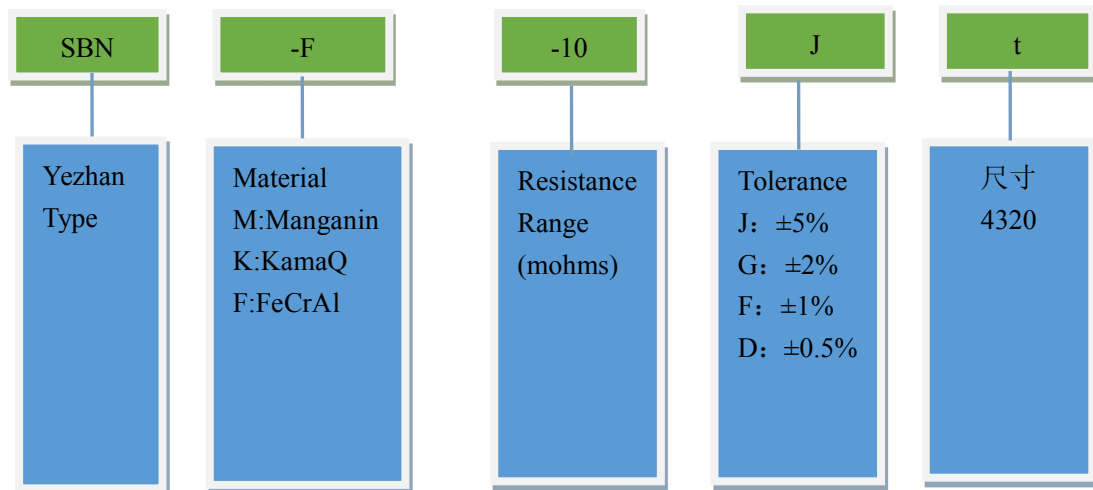 SBN
-F
-10
J
t
Yezhan
Type
Material
M:Manganin
K:KamaQ
F:FeCrAl
Resistance
Range
(mohms)
Tolerance
J：±5%
G：±2%
F：±1%
D：±0.5%
尺寸
4320